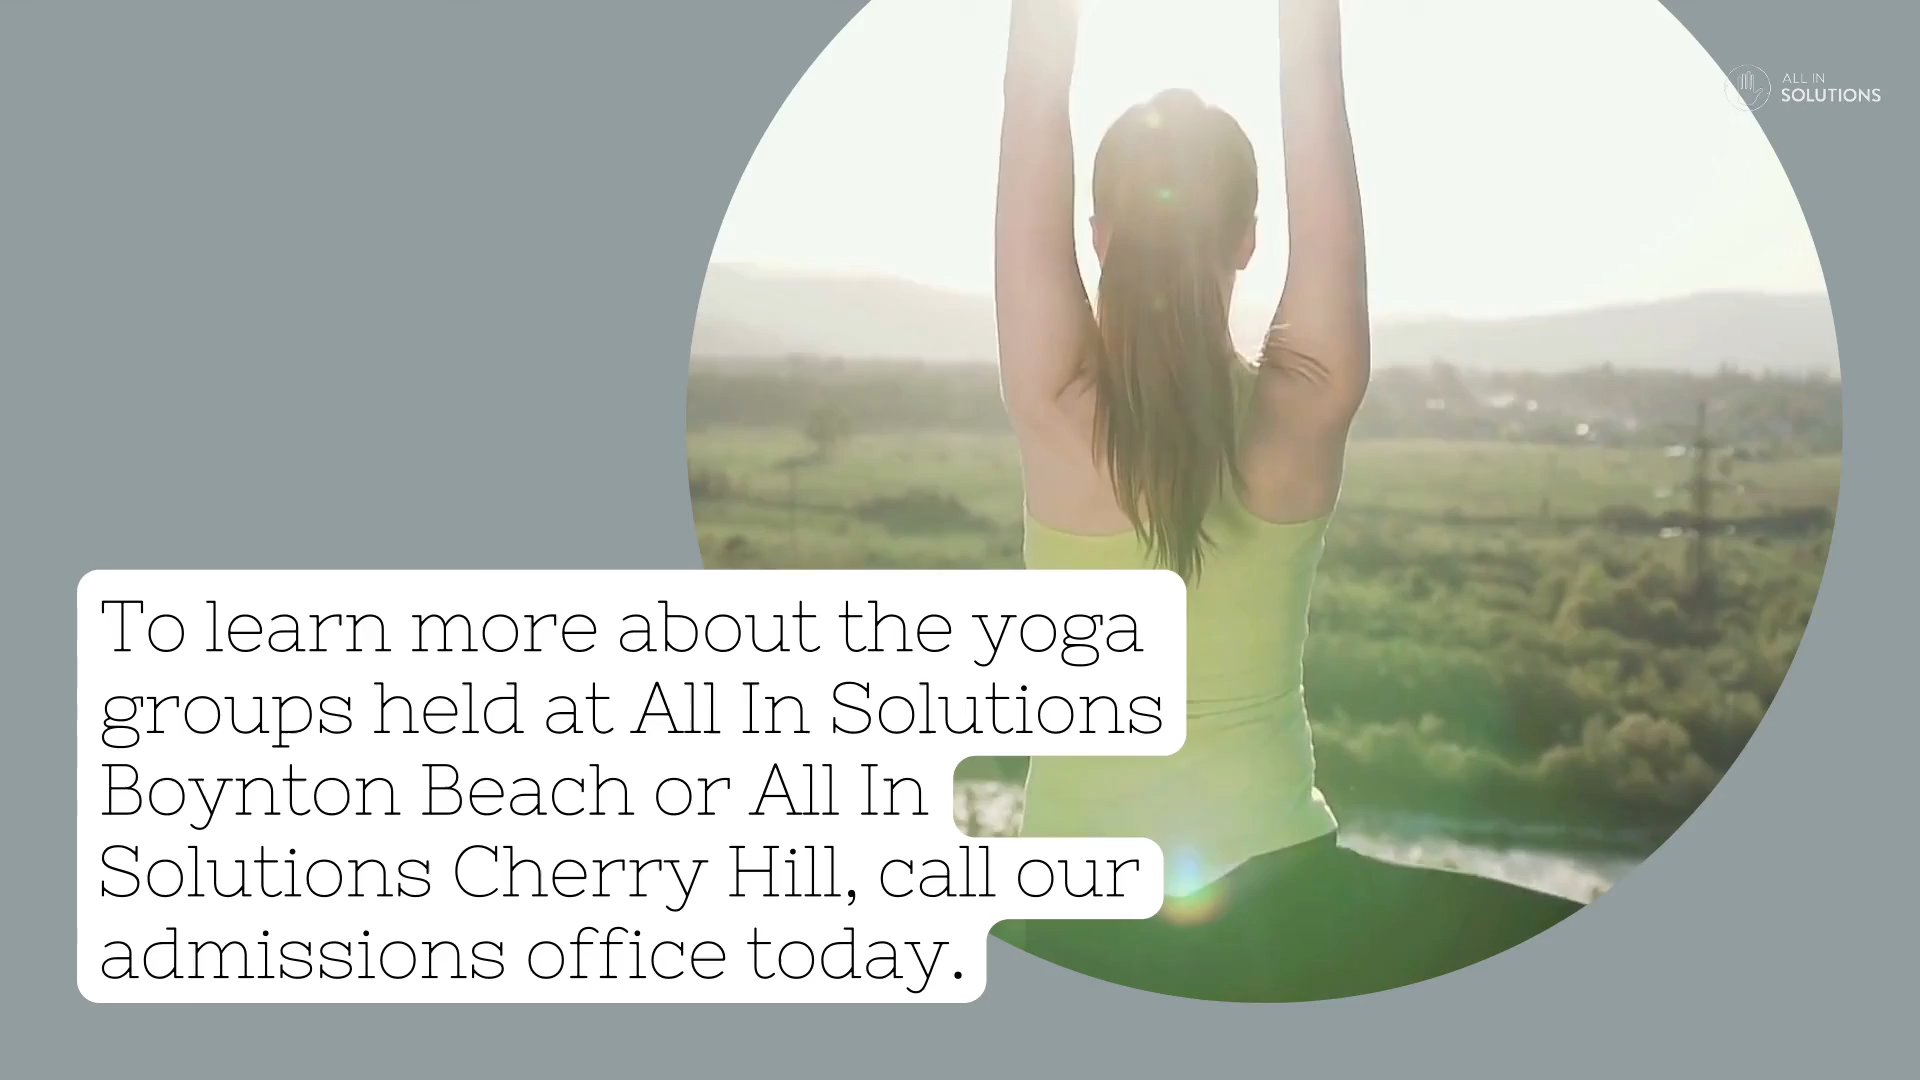 ALL IN
SOLUTIONS
To learn more about the yoga
groups held at All In Solutions
Boynton Beach or All In
Solutions Cherry Hill, call our
admissions office today.